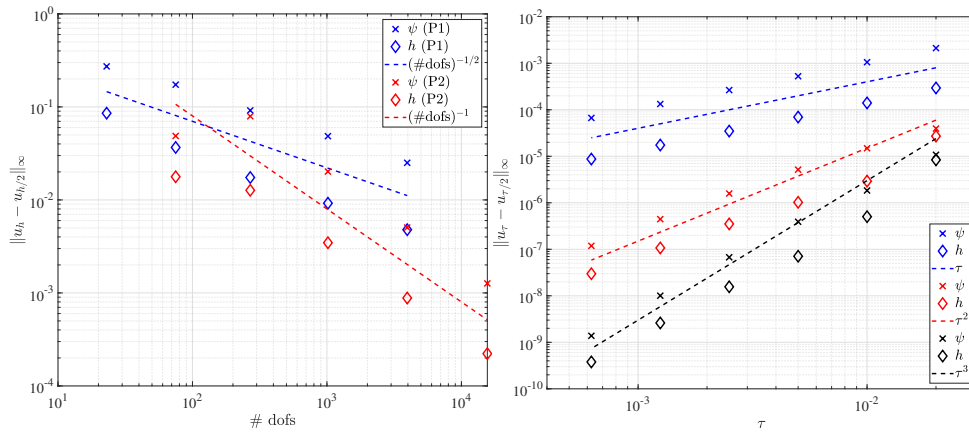 10^0
10^{-1}
10^{-2}
10^{-3}
10^{-4}
10^1
10^2
10^3
10^4
# dofs
‖u_h − u_{h/2}‖_∞
ψ (P1)
h (P1)
(#dofs)^{−1/2}
ψ (P2)
h (P2)
(#dofs)^{−1}
10^{-2}
10^{-3}
10^{-4}
10^{-5}
10^{-6}
10^{-7}
10^{-8}
10^{-9}
10^{-10}
10^{-3}
10^{-2}
τ
‖u_τ − u_{τ/2}‖_∞
ψ
h
τ
ψ
h
τ^2
ψ
h
τ^3